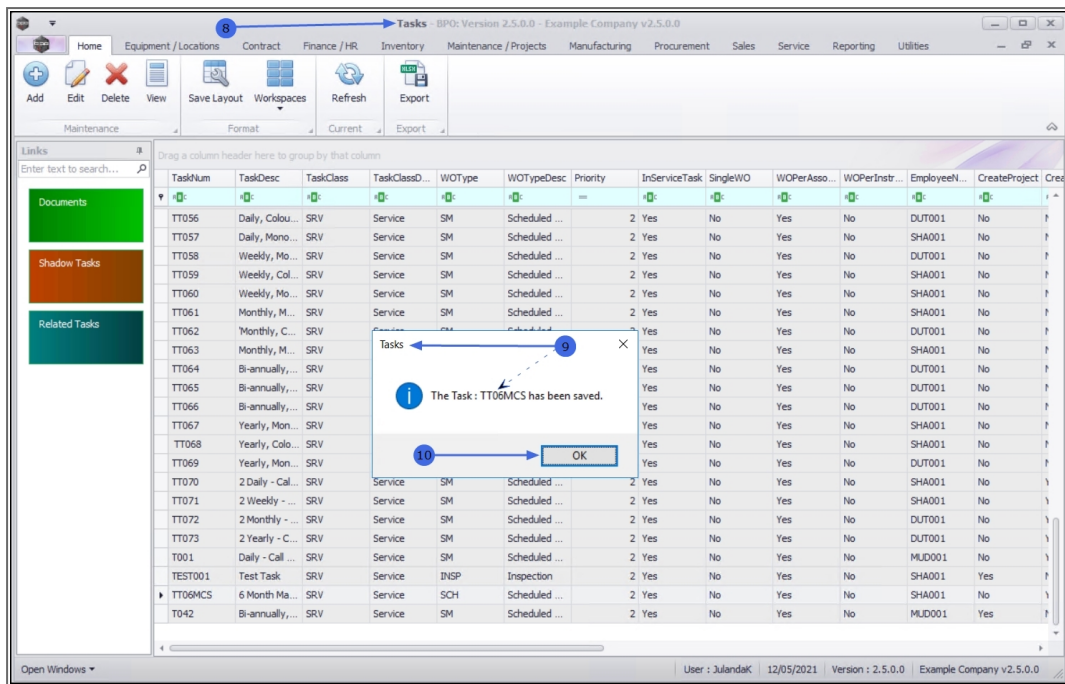 8 Tasks - BPO: Version 2.5.0.0 - Example Company v2.5.0.0
Home Equipment / Locations Contract Finance / HR Inventory Maintenance / Projects Manufacturing Procurement Sales Service Reporting Utilities
Add Edit Delete View Save Layout Workspaces Refresh Export
Maintenance Format Current Export
Links
Enter text to search...
Documents
Shadow Tasks
Related Tasks
Drag a column header here to group by that column
TaskNum TaskDesc TaskClass TaskClassD... WOType WOTypeDesc Priority InServiceTask SingleWO WOPerAsso... WOPerInstr... EmployeeN... CreateProject Crea
TT056 Daily, Colou... SRV Service SM Scheduled ... 2 Yes No Yes No DUT001 No
TT057 Daily, Mono... SRV Service SM Scheduled ... 2 Yes No Yes No SHA001 No
TT058 Weekly, Mo... SRV Service SM Scheduled ... 2 Yes No Yes No DUT001 No
TT059 Weekly, Col... SRV Service SM Scheduled ... 2 Yes No Yes No SHA001 No
TT060 Weekly, Mo... SRV Service SM Scheduled ... 2 Yes No Yes No SHA001 No
TT061 Monthly, M... SRV Service SM Scheduled ... 2 Yes No Yes No SHA001 No
TT062 'Monthly, C... SRV Service SM Scheduled ... 2 Yes No Yes No DUT001 No
TT063 Monthly, M... SRV Yes No Yes No SHA001 No
TT064 Bi-annually,... SRV Yes No Yes No DUT001 No
TT065 Bi-annually,... SRV Yes No Yes No DUT001 No
TT066 Bi-annually,... SRV Yes No Yes No DUT001 No
TT067 Yearly, Mon... SRV Yes No Yes No SHA001 No
TT068 Yearly, Colo... SRV Yes No Yes No SHA001 No
TT069 Yearly, Mon... SRV Yes No Yes No DUT001 No
TT070 2 Daily - Cal... SRV Service SM Scheduled ... 2 Yes No Yes No SHA001 No
TT071 2 Weekly - ... SRV Service SM Scheduled ... 2 Yes No Yes No SHA001 No
TT072 2 Monthly - ... SRV Service SM Scheduled ... 2 Yes No Yes No DUT001 No
TT073 2 Yearly - C... SRV Service SM Scheduled ... 2 Yes No Yes No DUT001 No
T001 Daily - Call ... SRV Service SM Scheduled ... 2 Yes No Yes No MUD001 No
TEST001 Test Task SRV Service INSP Inspection 2 Yes No Yes No SHA001 Yes
TT06MCS 6 Month Ma... SRV Service SCH Scheduled ... 2 Yes No Yes No SHA001 No
T042 Bi-annually,... SRV Service SM Scheduled ... 2 Yes No Yes No MUD001 Yes
Tasks 9
The Task : TT06MCS has been saved.
10 OK
Open Windows User : JulandaK 12/05/2021 Version : 2.5.0.0 Example Company v2.5.0.0